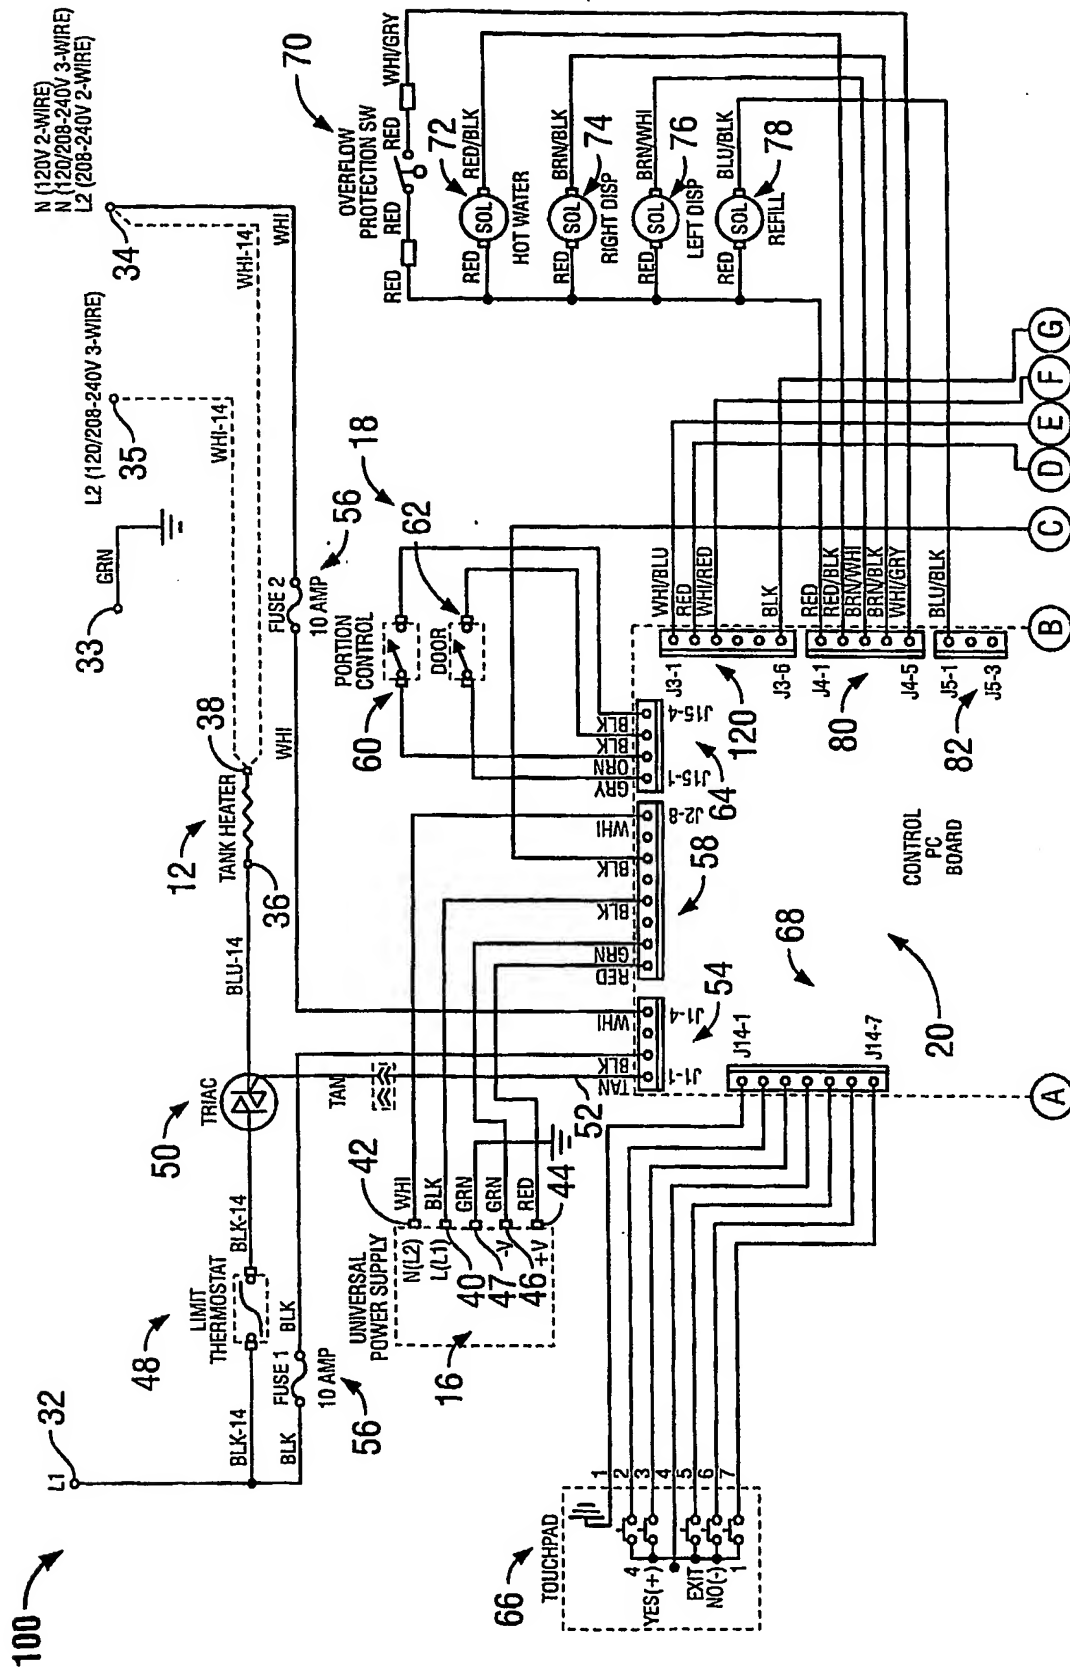 100
L1
32
BLK-14
BLK
48
LIMIT
THERMOSTAT
BLK-14
FUSE 1
10 AMP
56
BLK
50
TRIAC
BLU-14
12
TANK HEATER
36
38
33
GRN
L2 (120/208-240V 3-WIRE)
35
WHI-14
N (120V 2-WIRE)
N (120/208-240V 3-WIRE)
L2 (208-240V 2-WIRE)
34
WHI-14
WHI
FUSE 2
10 AMP
56
WHI
TAN
52
UNIVERSAL
POWER SUPPLY
16
N(L2)
L(L1)
-V
+V
42
40
47
46
44
WHI
BLK
GRN
GRN
RED
PORTION
CONTROL
60
DOOR
62
18
70
OVERFLOW
PROTECTION SW
RED
RED
RED
WHI/GRY
RED
SOL
72
RED/BLK
HOT WATER
RED
SOL
74
BRN/BLK
RIGHT DISP
RED
SOL
76
BRN/WHI
LEFT DISP
RED
SOL
78
BLU/BLK
REFILL
TAN
BLK
WHI
J1-1
J1-4
54
RED
GRN
BLK
BLK
WHI
J2-8
58
GRY
ORN
BLK
BLK
J15-1
J15-4
64
WHI/BLU
RED
WHI/RED
BLK
J3-1
J3-6
120
RED
RED/BLK
BRN/WHI
BRN/BLK
WHI/GRY
J4-1
J4-5
80
BLU/BLK
J5-1
J5-3
82
66
TOUCHPAD
4
YES(+)
EXIT
NO(-)
1
1
2
3
4
5
6
7
J14-1
J14-7
68
20
CONTROL
PC
BOARD
A
B
C
D
E
F
G